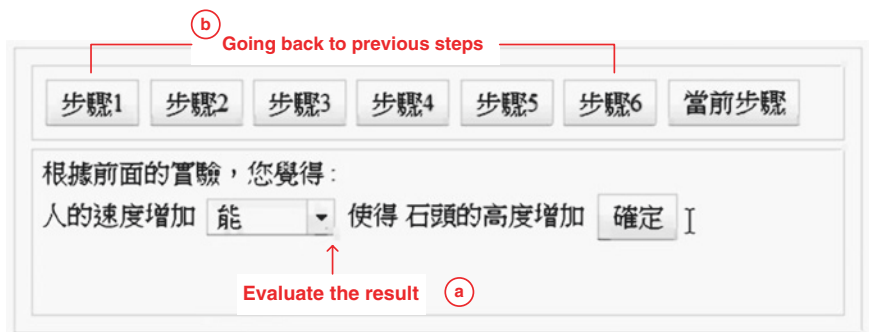 b
Going back to previous steps
步驟1 步驟2 步驟3 步驟4 步驟5 步驟6 當前步驟
根據前面的實驗,您覺得:
人的速度增加 能 使得 石頭的高度增加 確定
Evaluate the result a